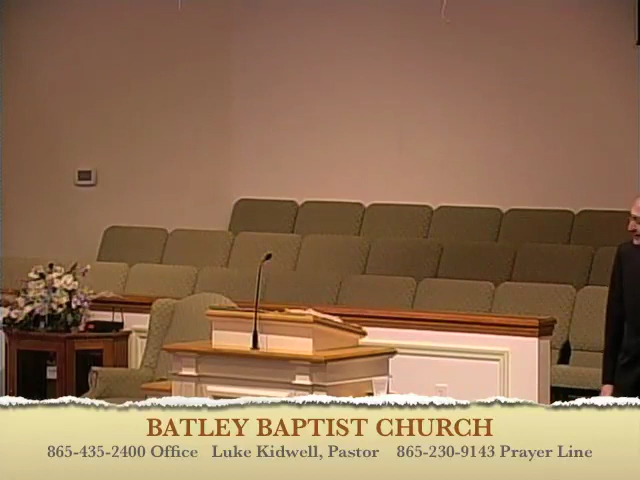 BATLEY BAPTIST CHURCH
865-435-2400 Office Luke Kidwell, Pastor 865-230-9143 Prayer Line